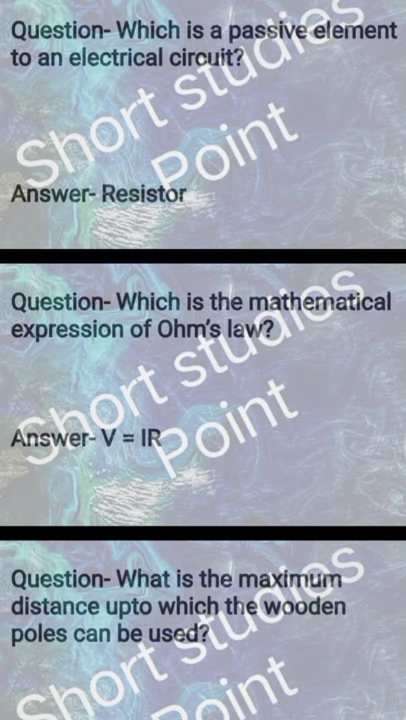 Question- Which is a passive element
to an electrical circuit?
Short studies
Point
Answer- Resistor
Question- Which is the mathematical
expression of Ohm's law?
Short studies
Point
Answer- V = IR
Question- What is the maximum
distance upto which the wooden
poles can be used?
Short studies
Point